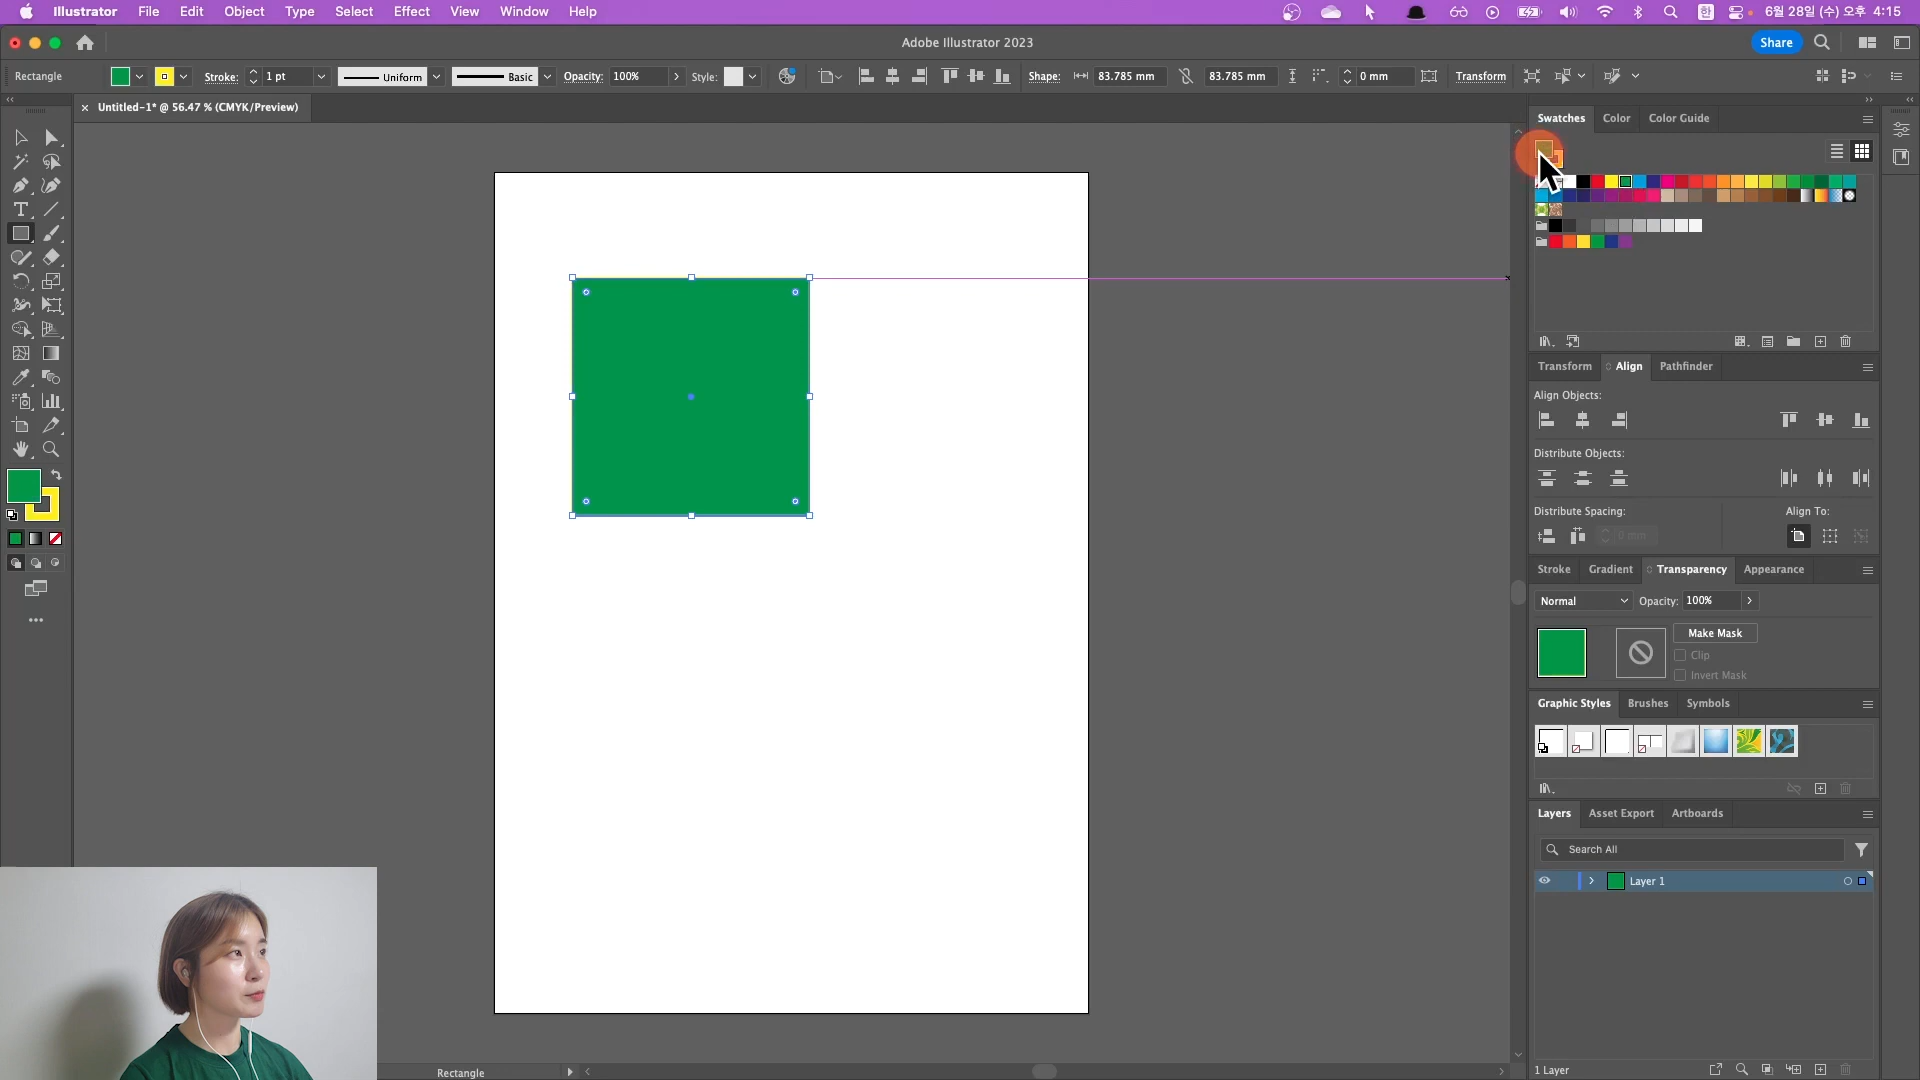 Illustrator File Edit Object Type Select Effect View Window Help 한 6월 28일 (수) 오후 4:15
Adobe Illustrator 2023 Share
Rectangle Stroke: 1 pt Uniform Basic Opacity: 100% Style: Shape: 83.785 mm 83.785 mm 0 mm Transform
Untitled-1* @ 56.47 % (CMYK/Preview)
Swatches Color Color Guide
Transform Align Pathfinder
Align Objects:
Distribute Objects:
Distribute Spacing: Align To:
0 mm
Stroke Gradient Transparency Appearance
Normal Opacity: 100%
Make Mask
Clip
Invert Mask
Graphic Styles Brushes Symbols
Layers Asset Export Artboards
Search All
Layer 1
1 Layer
Rectangle